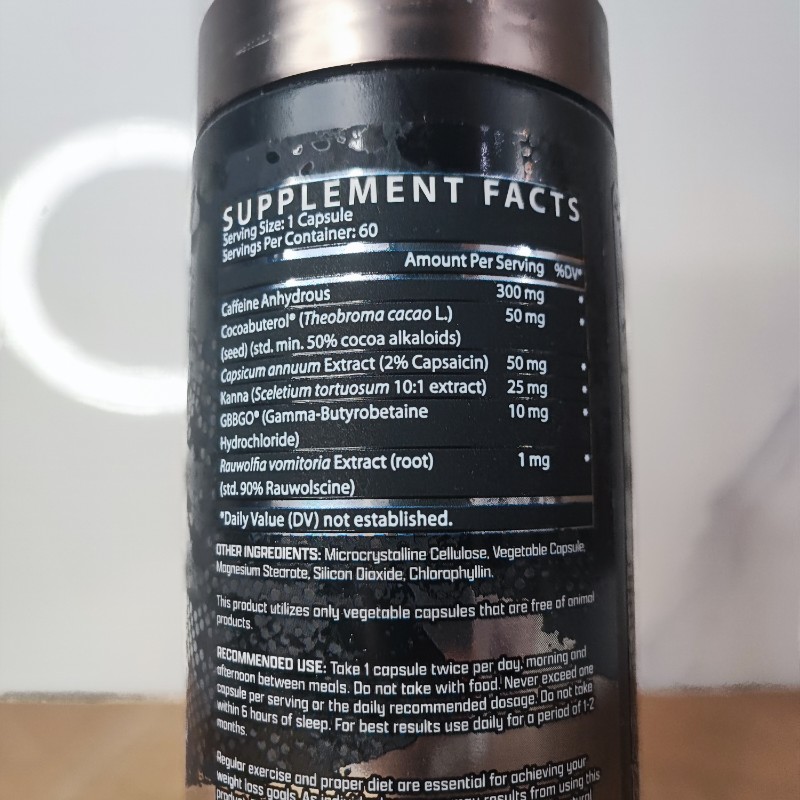 SUPPLEMENT FACTS
Serving Size: 1 Capsule
Servings Per Container: 60
Amount Per Serving %DV*
Caffeine Anhydrous 300 mg *
Cocoabuterol® (Theobroma cacao L.) 50 mg *
(seed) (std. min. 50% cocoa alkaloids)
Capsicum annuum Extract (2% Capsaicin) 50 mg *
Kanna (Sceletium tortuosum 10:1 extract) 25 mg *
GBBGO® (Gamma-Butyrobetaine 10 mg *
Hydrochloride)
Rauwolfia vomitoria Extract (root) 1 mg *
(std. 90% Rauwolscine)
*Daily Value (DV) not established.
OTHER INGREDIENTS: Microcrystalline Cellulose, Vegetable Capsule,
Magnesium Stearate, Silicon Dioxide, Chlorophyllin.
This product utilizes only vegetable capsules that are free of animal
products.
RECOMMENDED USE: Take 1 capsule twice per day, morning and
afternoon between meals. Do not take with food. Never exceed one
capsule per serving or the daily recommended dosage. Do not take
within 6 hours of sleep. For best results use daily for a period of 1-2
months.
Regular exercise and proper diet are essential for achieving your
weight loss goals. As results from using this